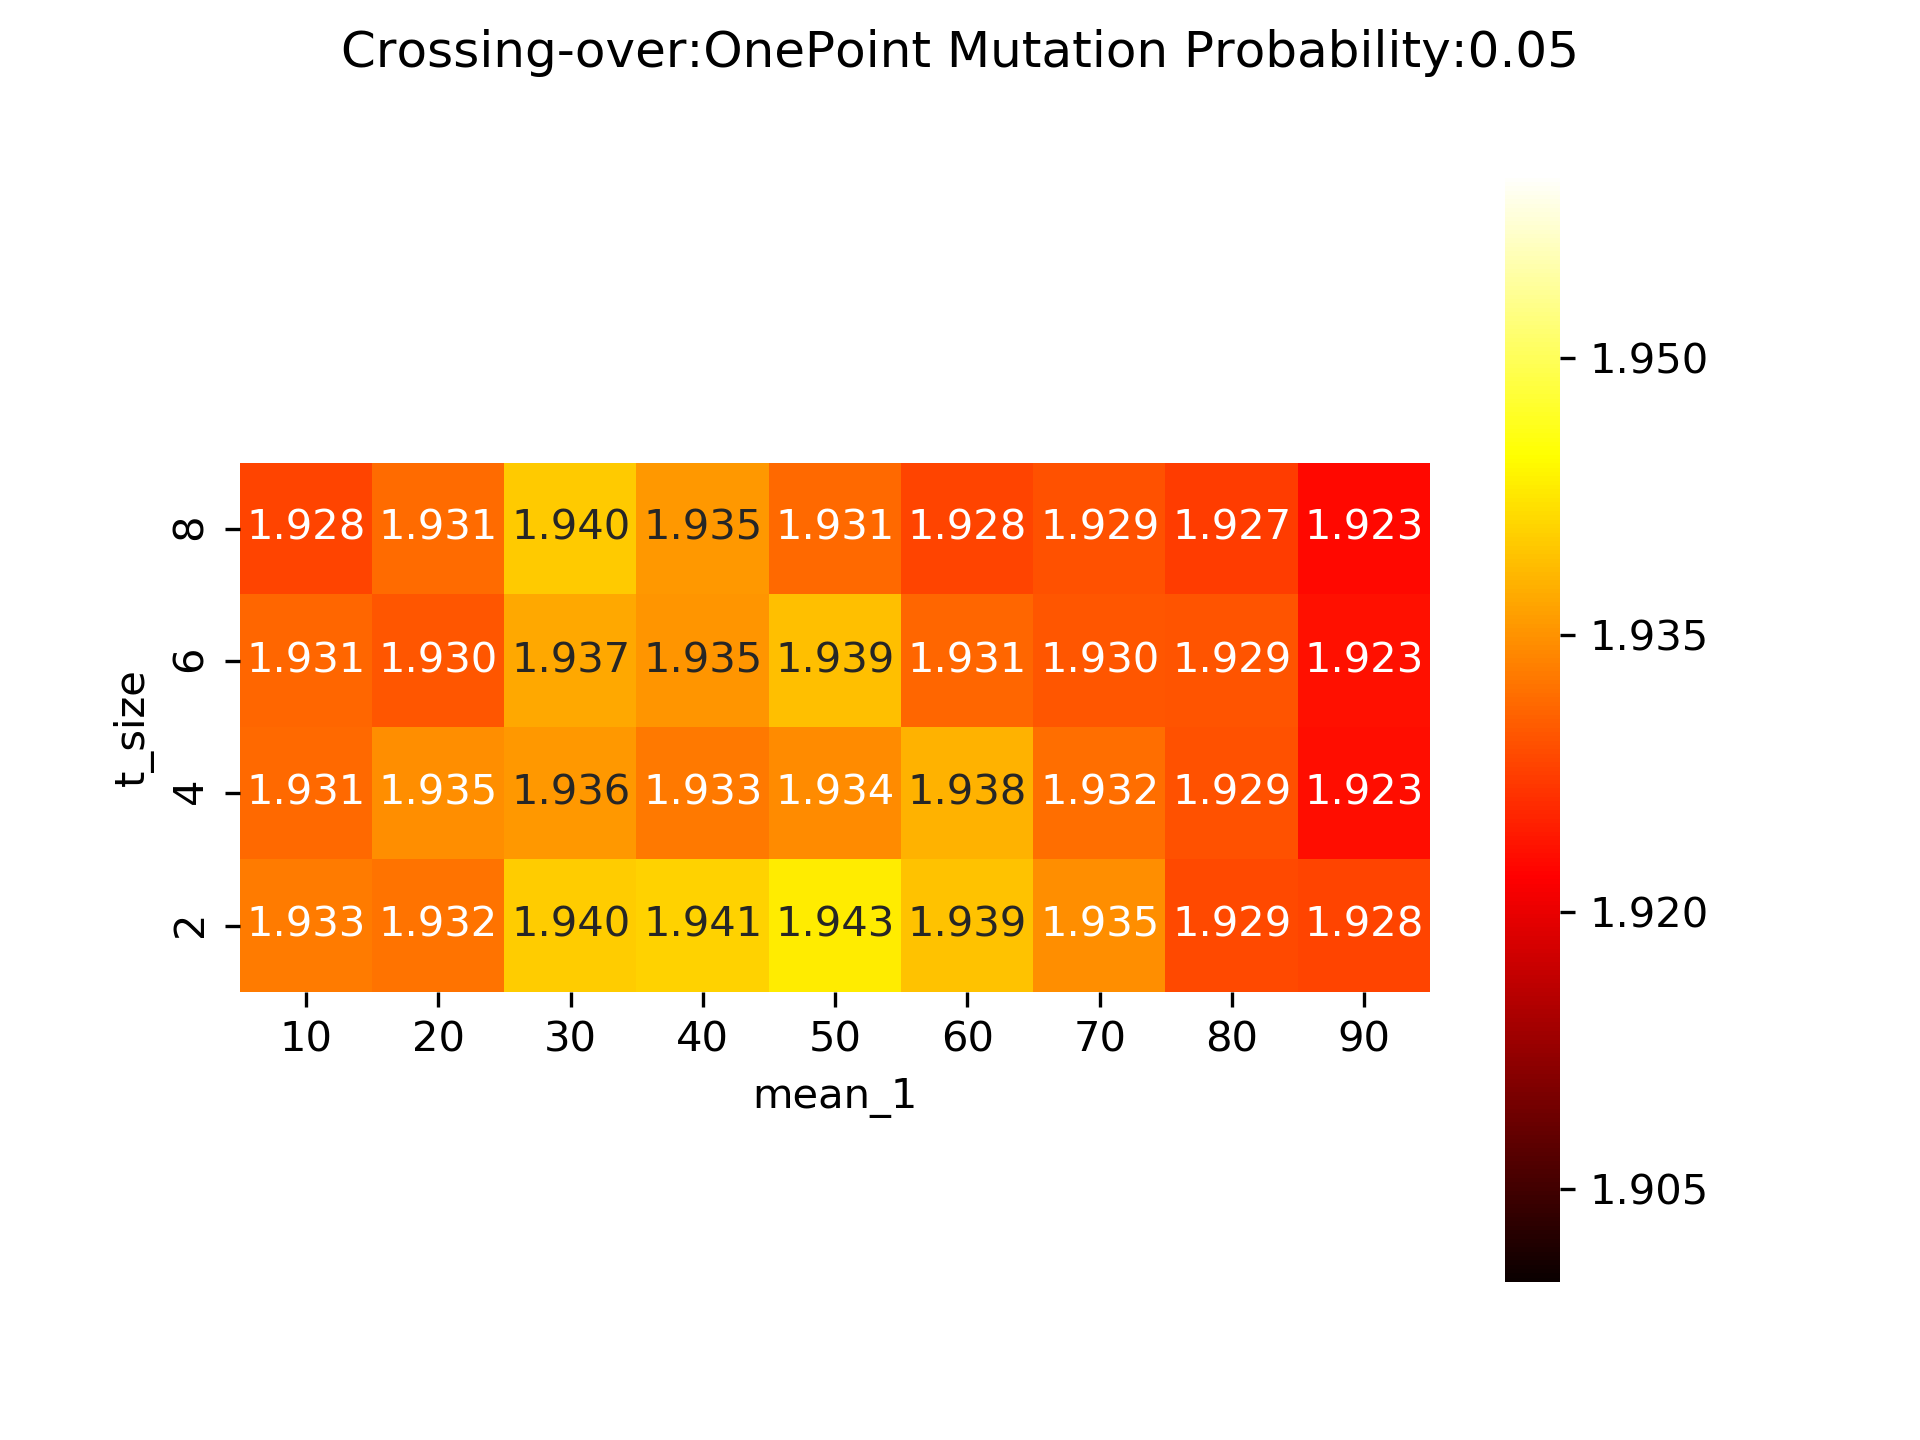 Crossing-over:OnePoint Mutation Probability:0.05
1.950
1.935
1.920
1.905
t_size
8 1.928 1.931 1.940 1.935 1.931 1.928 1.929 1.927 1.923
6 1.931 1.930 1.937 1.935 1.939 1.931 1.930 1.929 1.923
4 1.931 1.935 1.936 1.933 1.934 1.938 1.932 1.929 1.923
2 1.933 1.932 1.940 1.941 1.943 1.939 1.935 1.929 1.928
10 20 30 40 50 60 70 80 90
mean_1